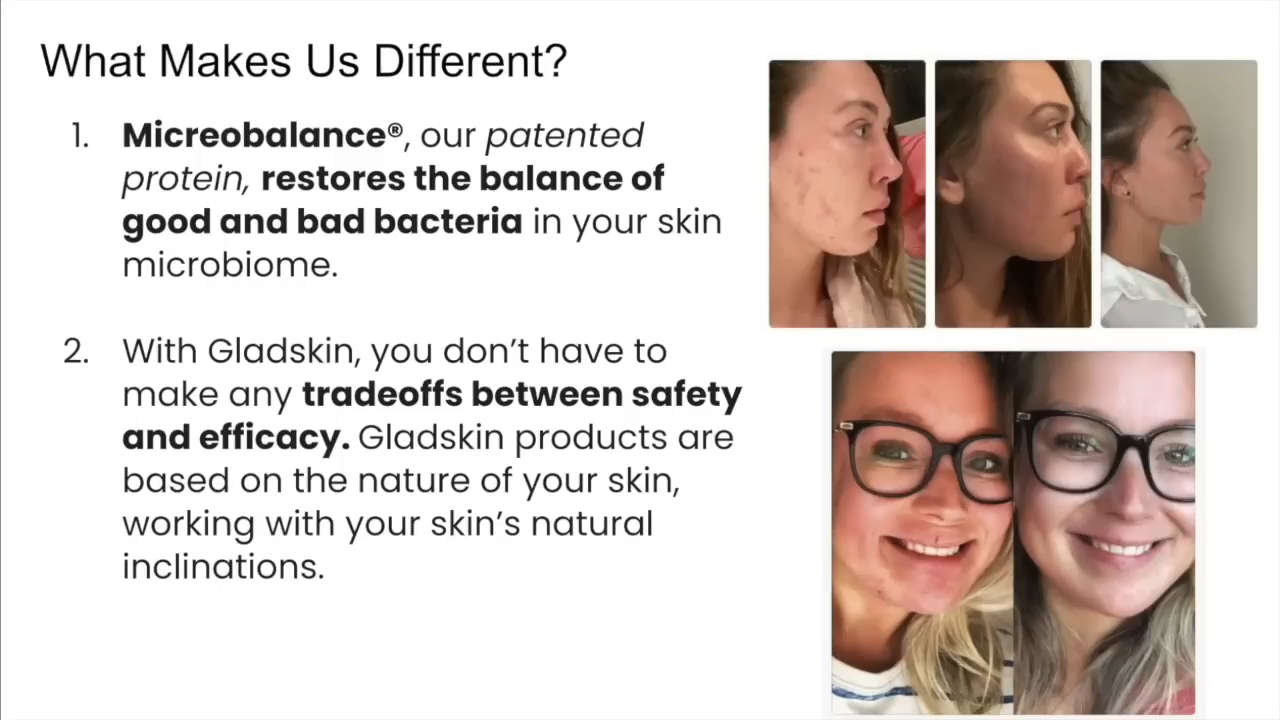 What Makes Us Different?
1. Micreobalance®, our patented
protein, restores the balance of
good and bad bacteria in your skin
microbiome.
2. With Gladskin, you don’t have to
make any tradeoffs between safety
and efficacy. Gladskin products are
based on the nature of your skin,
working with your skin’s natural
inclinations.